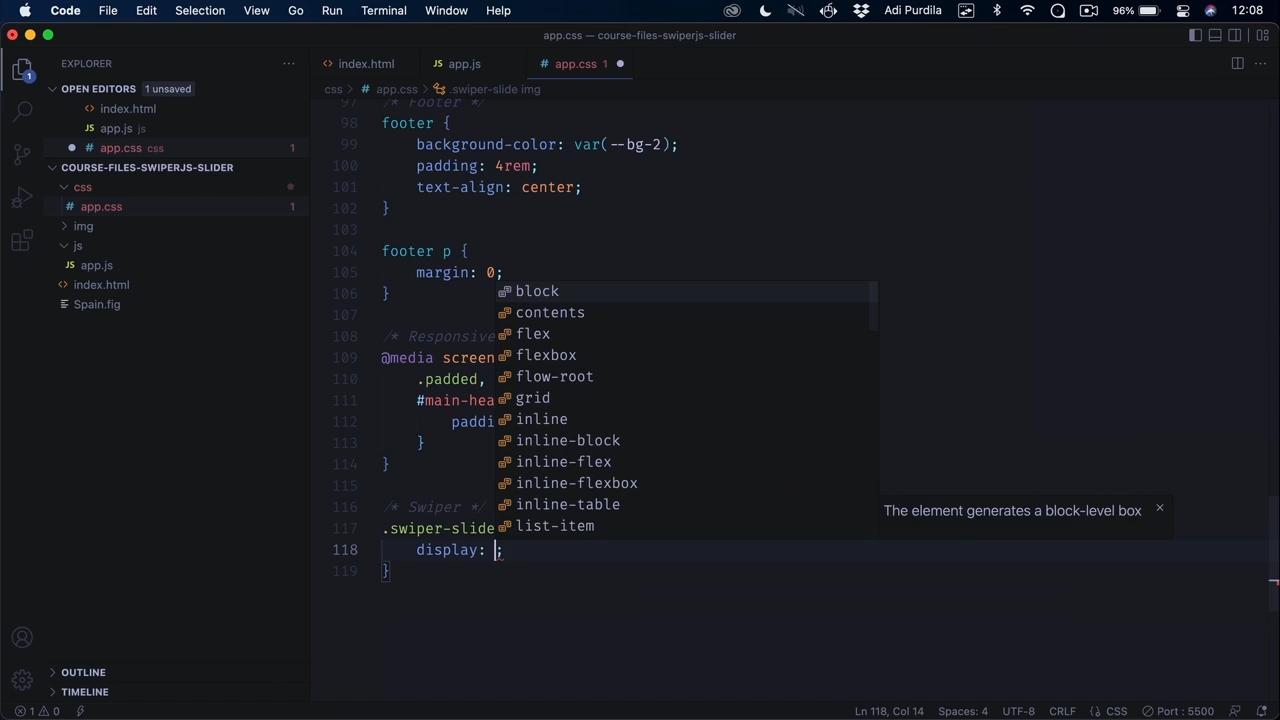 Code File Edit Selection View Go Run Terminal Window Help Adi Purdila 96% 12:08
app.css — course-files-swiperjs-slider
EXPLORER
index.html app.js app.css 1
OPEN EDITORS 1 unsaved
css > # app.css > .swiper-slide img
index.html
app.js js
app.css css 1
COURSE-FILES-SWIPERJS-SLIDER
css
# app.css 1
img
js
JS app.js
index.html
Spain.fig
OUTLINE
TIMELINE
97 /* Footer */
98 footer {
99 background-color: var(--bg-2);
100 padding: 4rem;
101 text-align: center;
102 }
103
104 footer p {
105 margin: 0;
106 }
107
108 /* Responsive
109 @media screen
110 .padded,
111 #main-hea
112 paddi
113 }
114 }
115
116 /* Swiper */
117 .swiper-slide
118 display: ;
119 }
block
contents
flex
flexbox
flow-root
grid
inline
inline-block
inline-flex
inline-flexbox
inline-table
list-item
The element generates a block-level box
1 0 Ln 118, Col 14 Spaces: 4 UTF-8 CRLF {} CSS Port : 5500